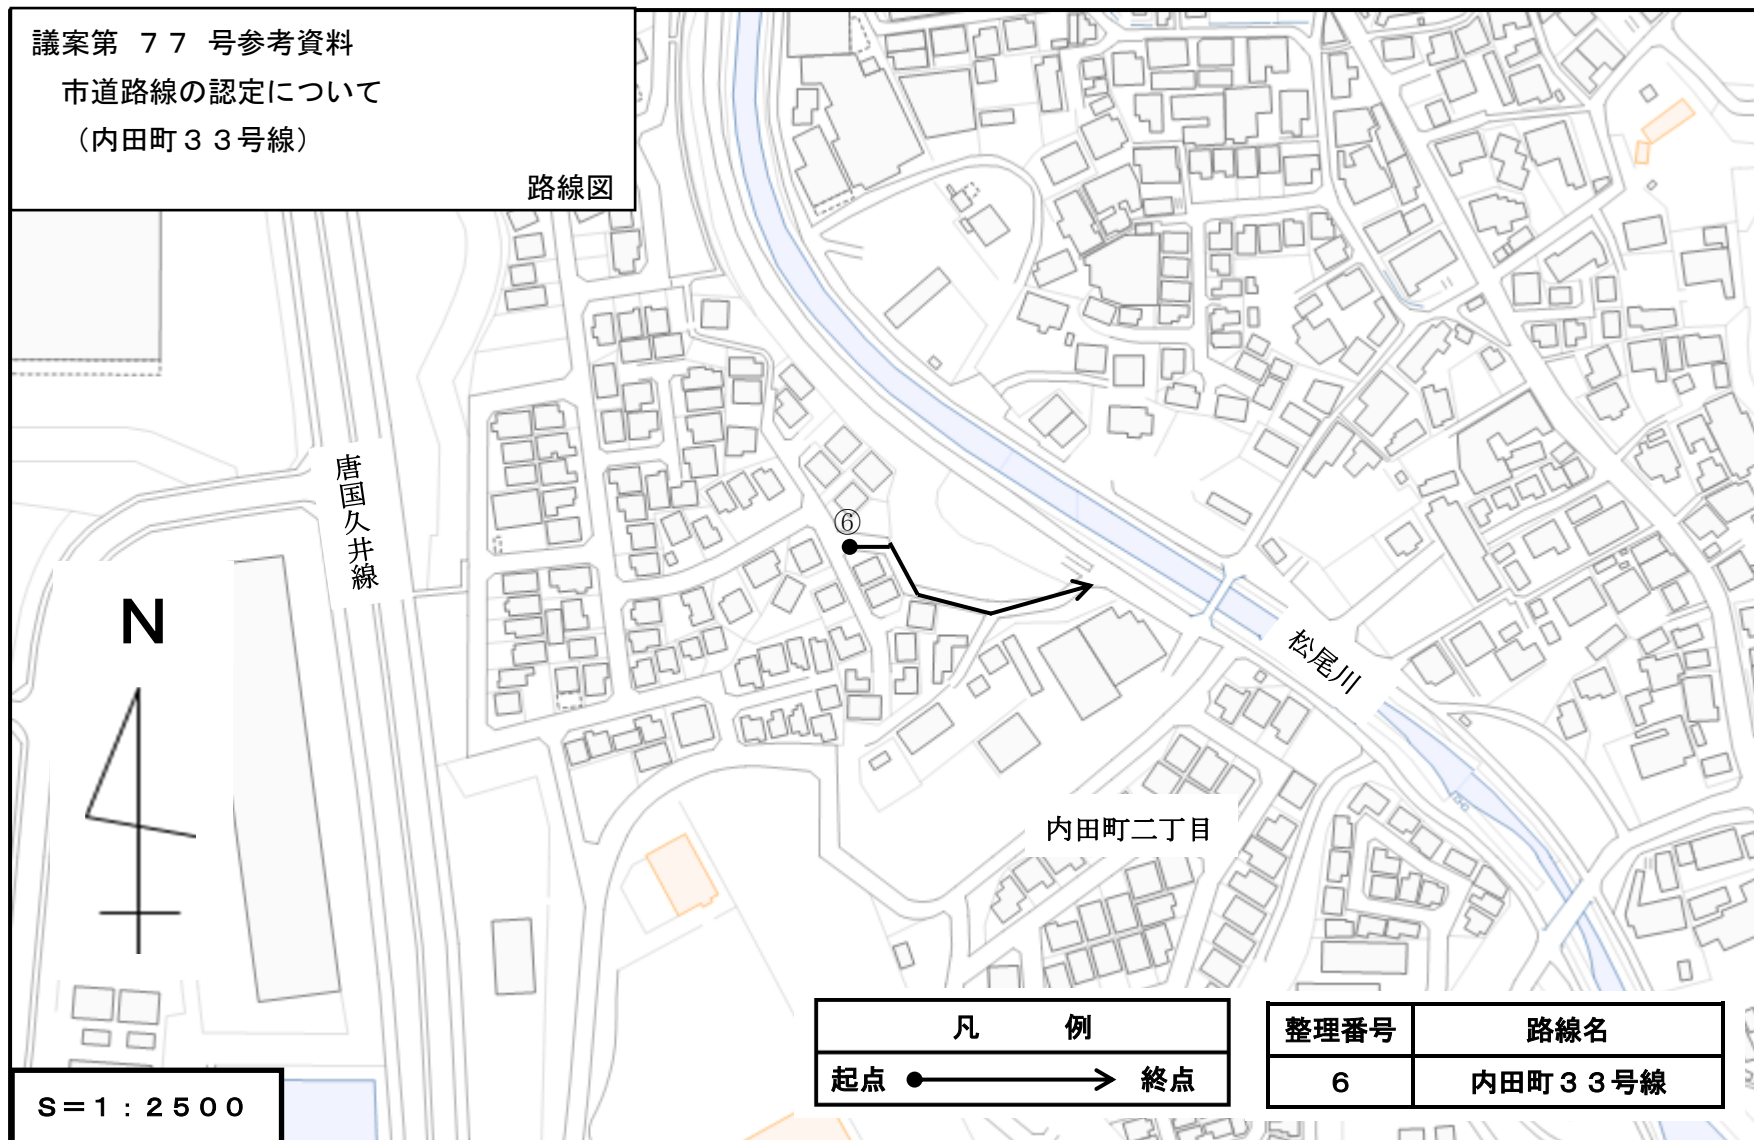 議案第　７７　号参考資料
市道路線の認定について
（内田町３３号線）
路線図
唐国久井線
⑥
N
松尾川
内田町二丁目
凡　例
起点　終点
整理番号　路線名
６　内田町３３号線
S＝１：２５００